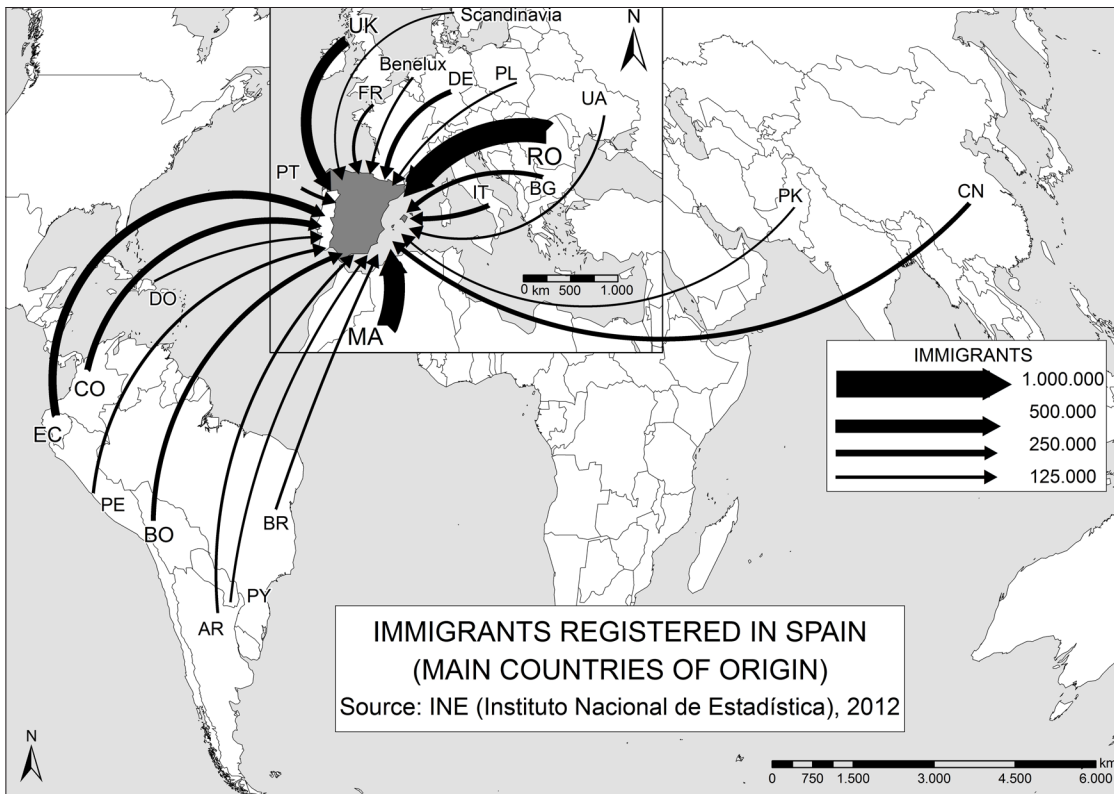 UK
Scandinavia
N
Benelux
DE
PL
FR
UA
RO
PT
IT
BG
PK
CN
0 km 500 1.000
DO
MA
CO
EC
PE
BO
BR
PY
AR
IMMIGRANTS
1.000.000
500.000
250.000
125.000
IMMIGRANTS REGISTERED IN SPAIN
(MAIN COUNTRIES OF ORIGIN)
Source: INE (Instituto Nacional de Estadística), 2012
N
km
0 750 1.500 3.000 4.500 6.000